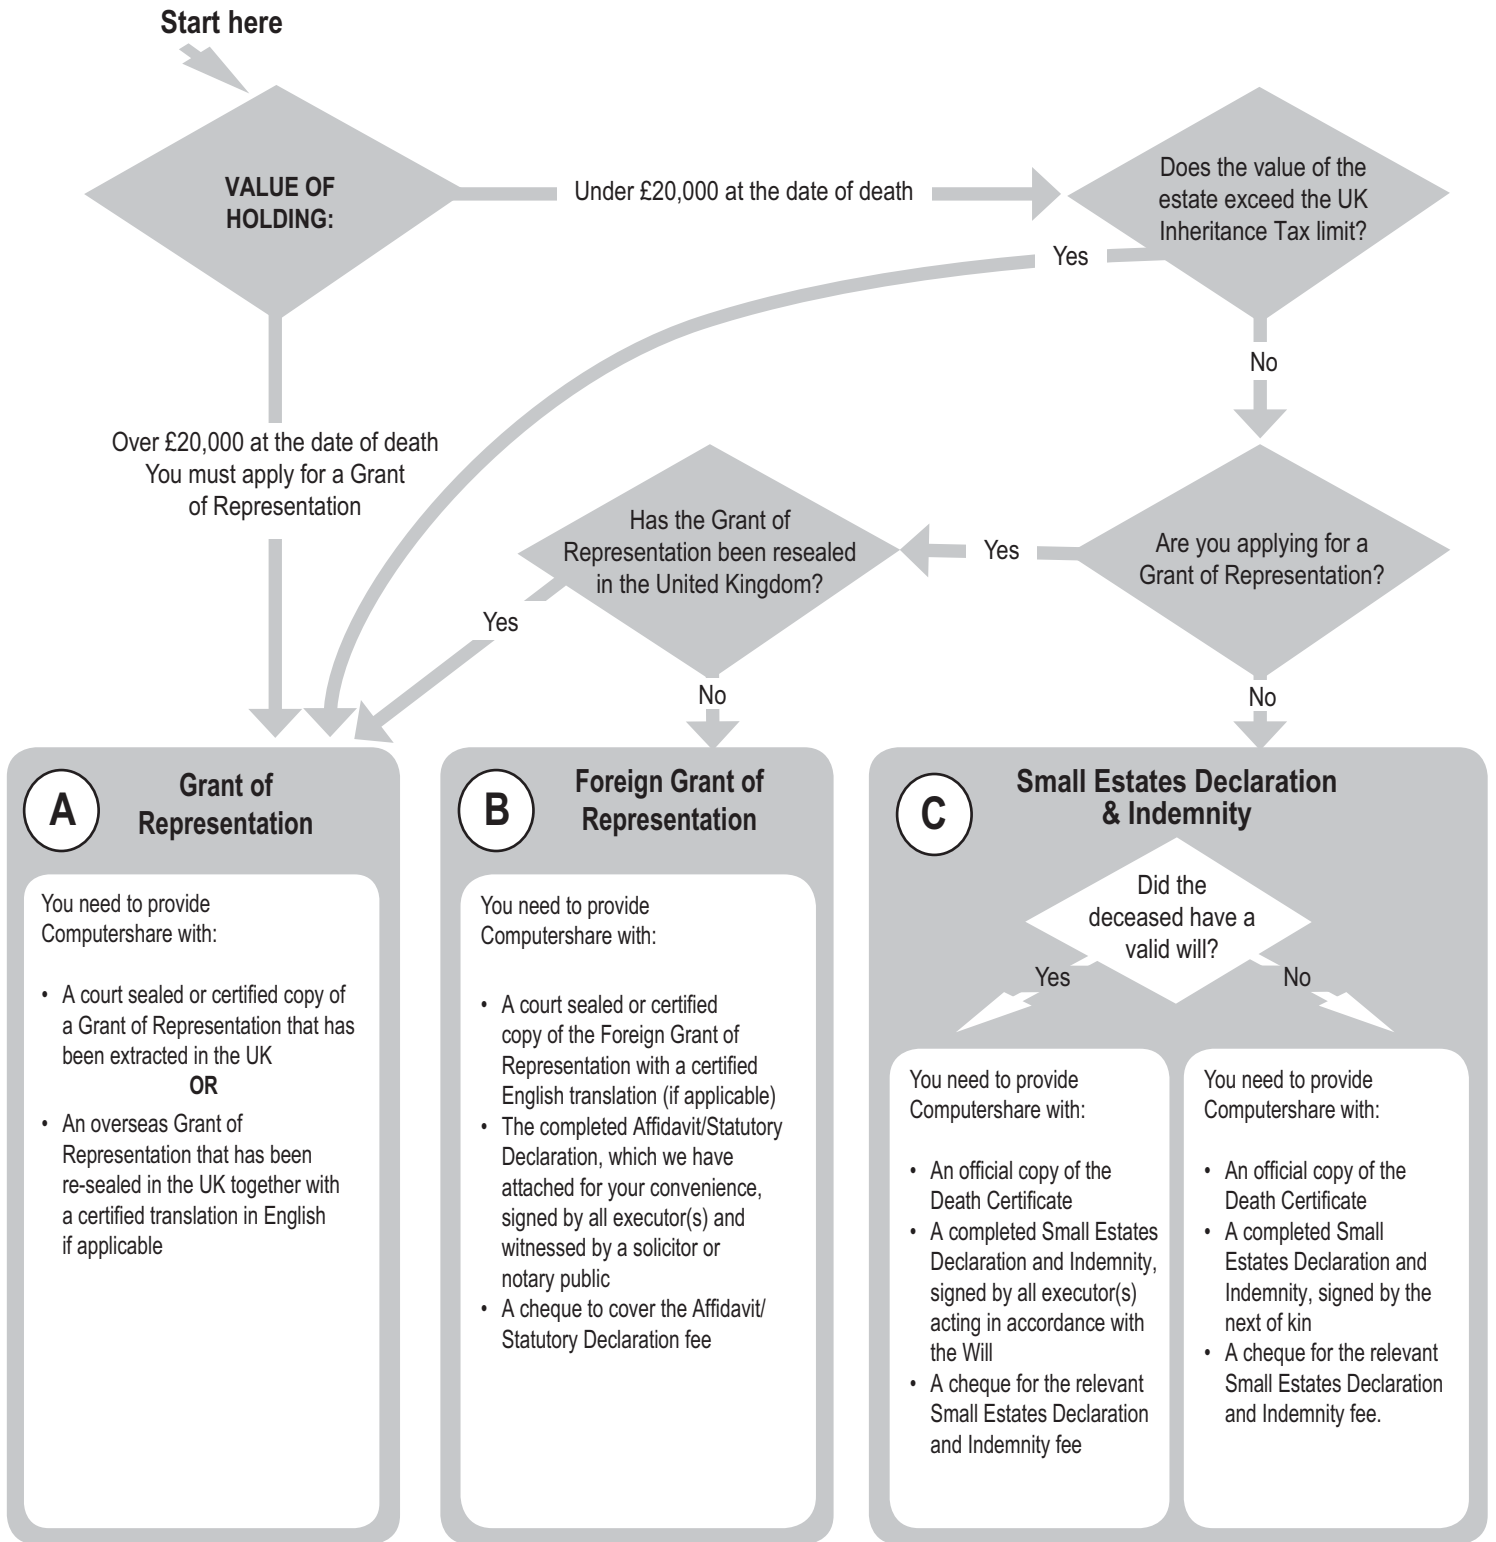 Start here
VALUE OF
HOLDING:
Under £20,000 at the date of death
Does the value of the
estate exceed the UK
Inheritance Tax limit?
Yes
No
Over £20,000 at the date of death
You must apply for a Grant
of Representation
Has the Grant of
Representation been resealed
in the United Kingdom?
Yes
Are you applying for a
Grant of Representation?
Yes
No
No
A
Grant of
Representation
You need to provide
Computershare with:
• A court sealed or certified copy of
a Grant of Representation that has
been extracted in the UK
OR
• An overseas Grant of
Representation that has been
re-sealed in the UK together with
a certified translation in English
if applicable
B
Foreign Grant of
Representation
You need to provide
Computershare with:
• A court sealed or certified
copy of the Foreign Grant of
Representation with a certified
English translation (if applicable)
• The completed Affidavit/Statutory
Declaration, which we have
attached for your convenience,
signed by all executor(s) and
witnessed by a solicitor or
notary public
• A cheque to cover the Affidavit/
Statutory Declaration fee
C
Small Estates Declaration
& Indemnity
Did the
deceased have a
valid will?
Yes
No
You need to provide
Computershare with:
• An official copy of the
Death Certificate
• A completed Small Estates
Declaration and Indemnity,
signed by all executor(s)
acting in accordance with
the Will
• A cheque for the relevant
Small Estates Declaration
and Indemnity fee
You need to provide
Computershare with:
• An official copy of the
Death Certificate
• A completed Small
Estates Declaration and
Indemnity, signed by the
next of kin
• A cheque for the relevant
Small Estates Declaration
and Indemnity fee.